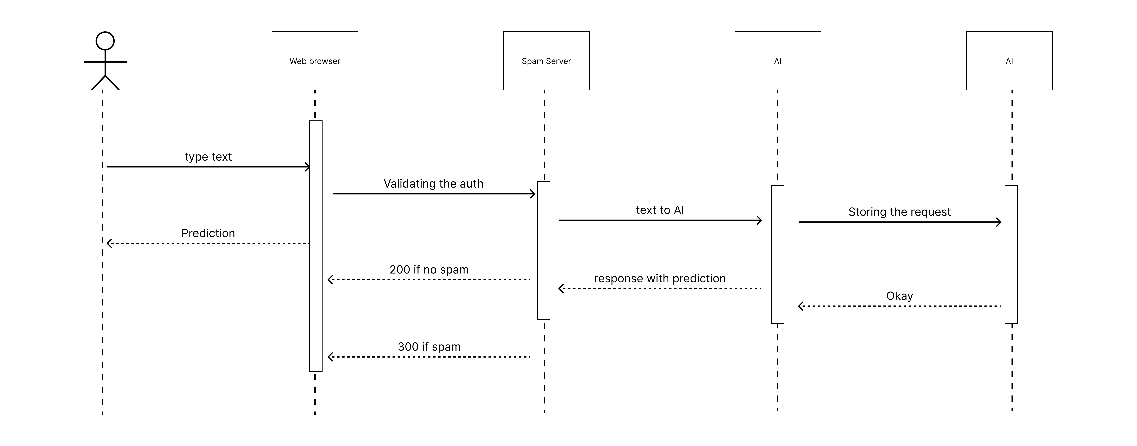 Web browser
Spam Server
AI
AI
type text
Validating the auth
text to AI
Storing the request
Prediction
200 if no spam
response with prediction
Okay
300 if spam